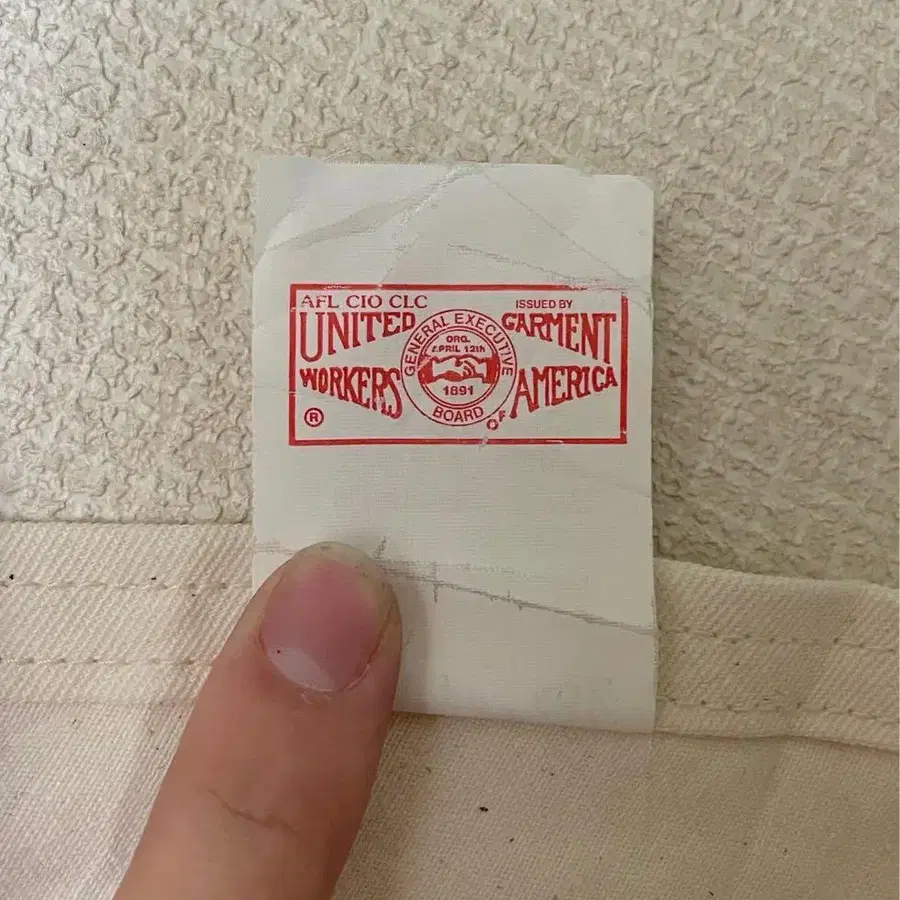 AFL CIO CLC
ISSUED BY
UNITED
GARMENT
WORKERS
OF
AMERICA
GENERAL EXECUTIVE
BOARD
ORG.
APRIL 12th
1891
®